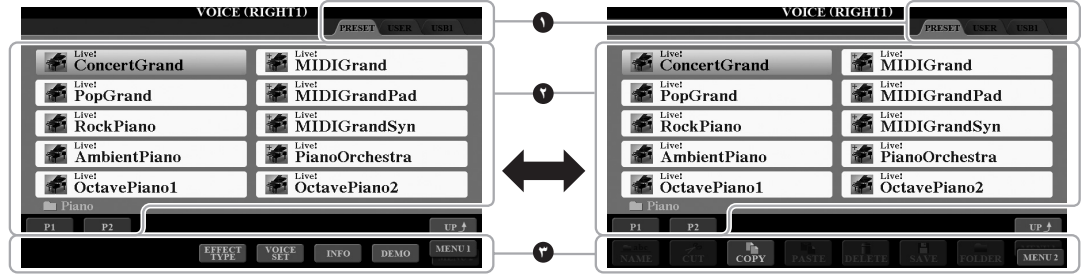 VOICE (RIGHT1)
PRESET USER USB1
Live!
ConcertGrand
Live!
MIDIGrand
Live!
PopGrand
Live!
MIDIGrandPad
Live!
RockPiano
Live!
MIDIGrandSyn
Live!
AmbientPiano
Live!
PianoOrchestra
Live!
OctavePiano1
Live!
OctavePiano2
Piano
P1 P2 UP
EFFECT TYPE
VOICE SET
INFO DEMO MENU 1
١
٢
٣
VOICE (RIGHT1)
PRESET USER USB1
Live!
ConcertGrand
Live!
MIDIGrand
Live!
PopGrand
Live!
MIDIGrandPad
Live!
RockPiano
Live!
MIDIGrandSyn
Live!
AmbientPiano
Live!
PianoOrchestra
Live!
OctavePiano1
Live!
OctavePiano2
Piano
P1 P2 UP
NAME CUT COPY PASTE DELETE SAVE FOLDER MENU 2